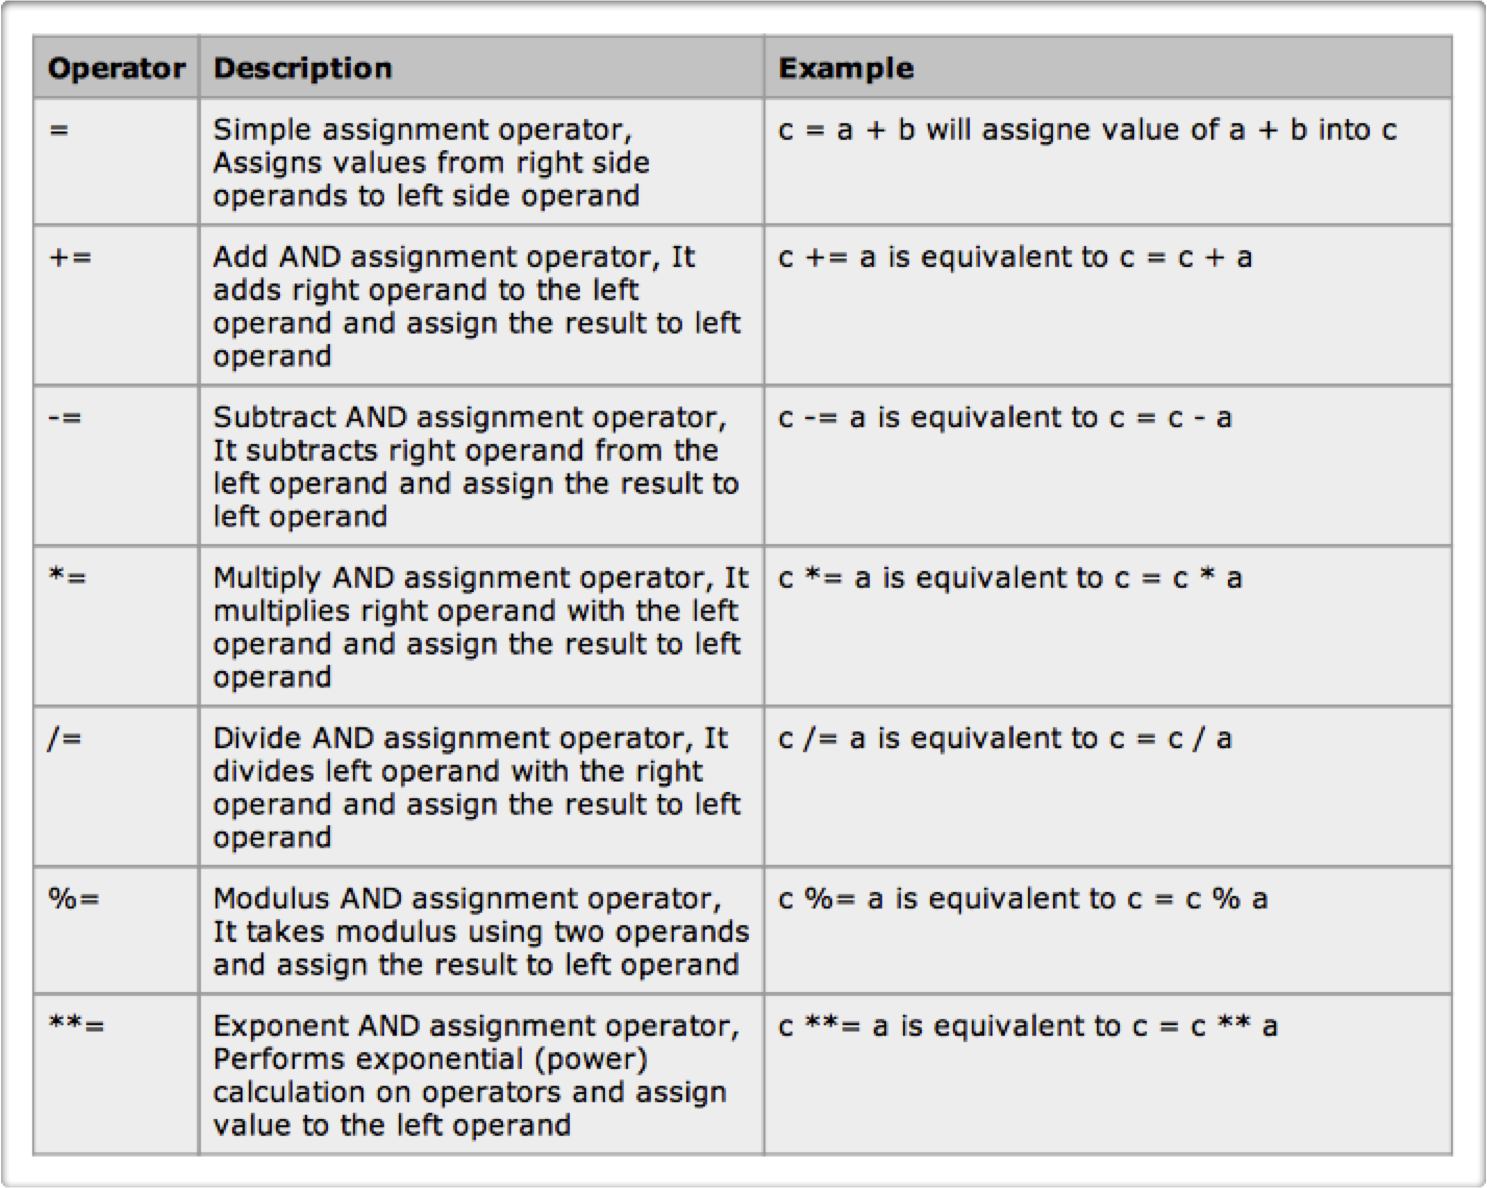 Operator Description Example
= Simple assignment operator, c = a + b will assigne value of a + b into c
Assigns values from right side
operands to left side operand
+= Add AND assignment operator, It c += a is equivalent to c = c + a
adds right operand to the left
operand and assign the result to left
operand
-= Subtract AND assignment operator, c -= a is equivalent to c = c - a
It subtracts right operand from the
left operand and assign the result to
left operand
*= Multiply AND assignment operator, It c *= a is equivalent to c = c * a
multiplies right operand with the left
operand and assign the result to left
operand
/= Divide AND assignment operator, It c /= a is equivalent to c = c / a
divides left operand with the right
operand and assign the result to left
operand
%= Modulus AND assignment operator, c %= a is equivalent to c = c % a
It takes modulus using two operands
and assign the result to left operand
**= Exponent AND assignment operator, c **= a is equivalent to c = c ** a
Performs exponential (power)
calculation on operators and assign
value to the left operand